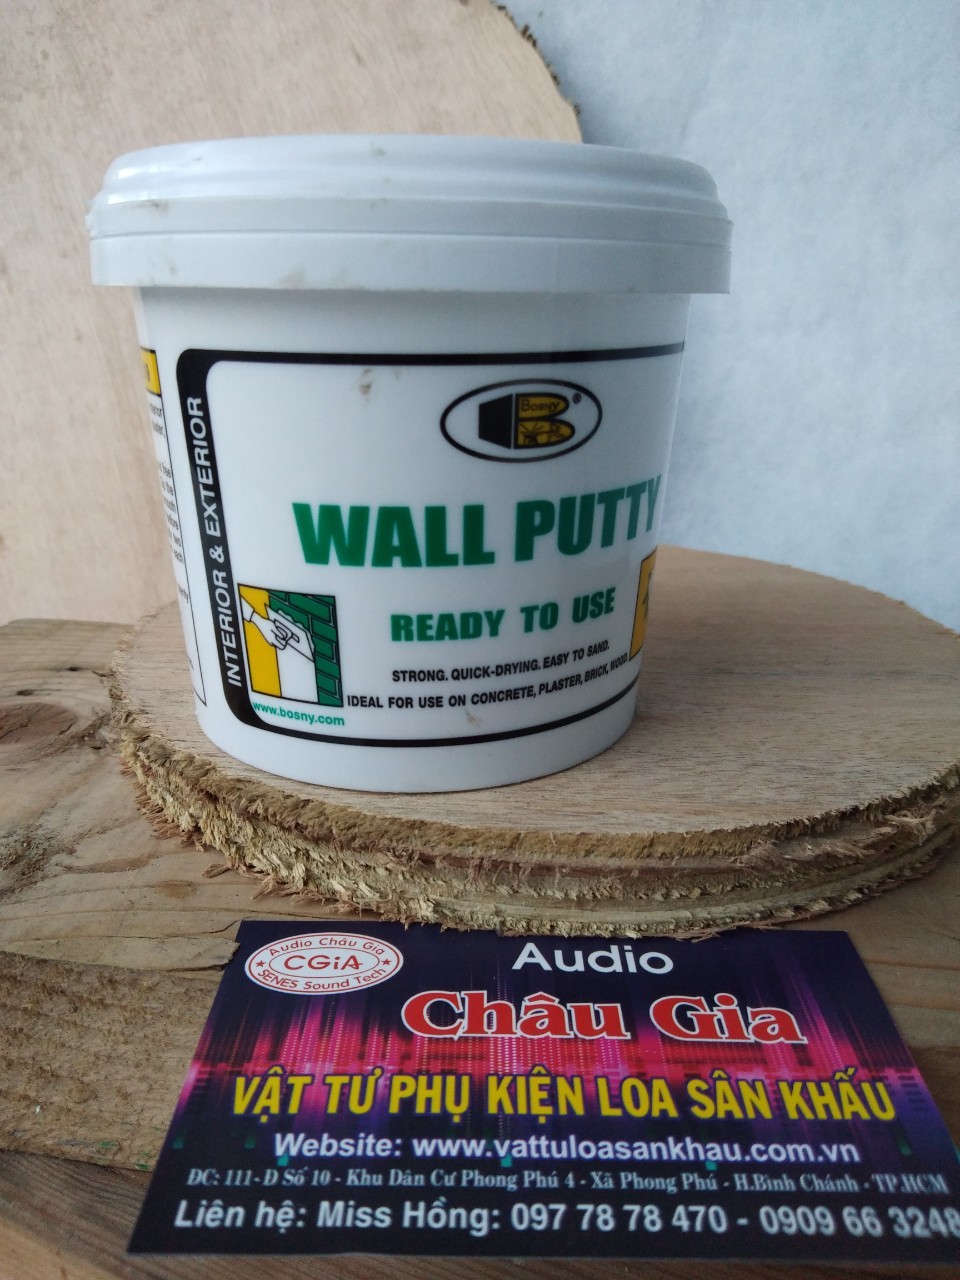 Bosny
®
INTERIOR & EXTERIOR
WALL PUTTY
READY TO USE
STRONG. QUICK-DRYING. EASY TO SAND.
IDEAL FOR USE ON CONCRETE, PLASTER, BRICK, WOOD
www.bosny.com
Audio Châu Gia
CGiA
SENES Sound Tech
Audio
Châu Gia
VẬT TƯ PHỤ KIỆN LOA SÂN KHẤU
Website: www.vattuloasankhau.com.vn
ĐC: 111- Đ Số 10 - Khu Dân Cư Phong Phú 4 - Xã Phong Phú - H.Bình Chánh - TP.HCM
Liên hệ: Miss Hồng: 097 78 78 470 - 0909 66 3248